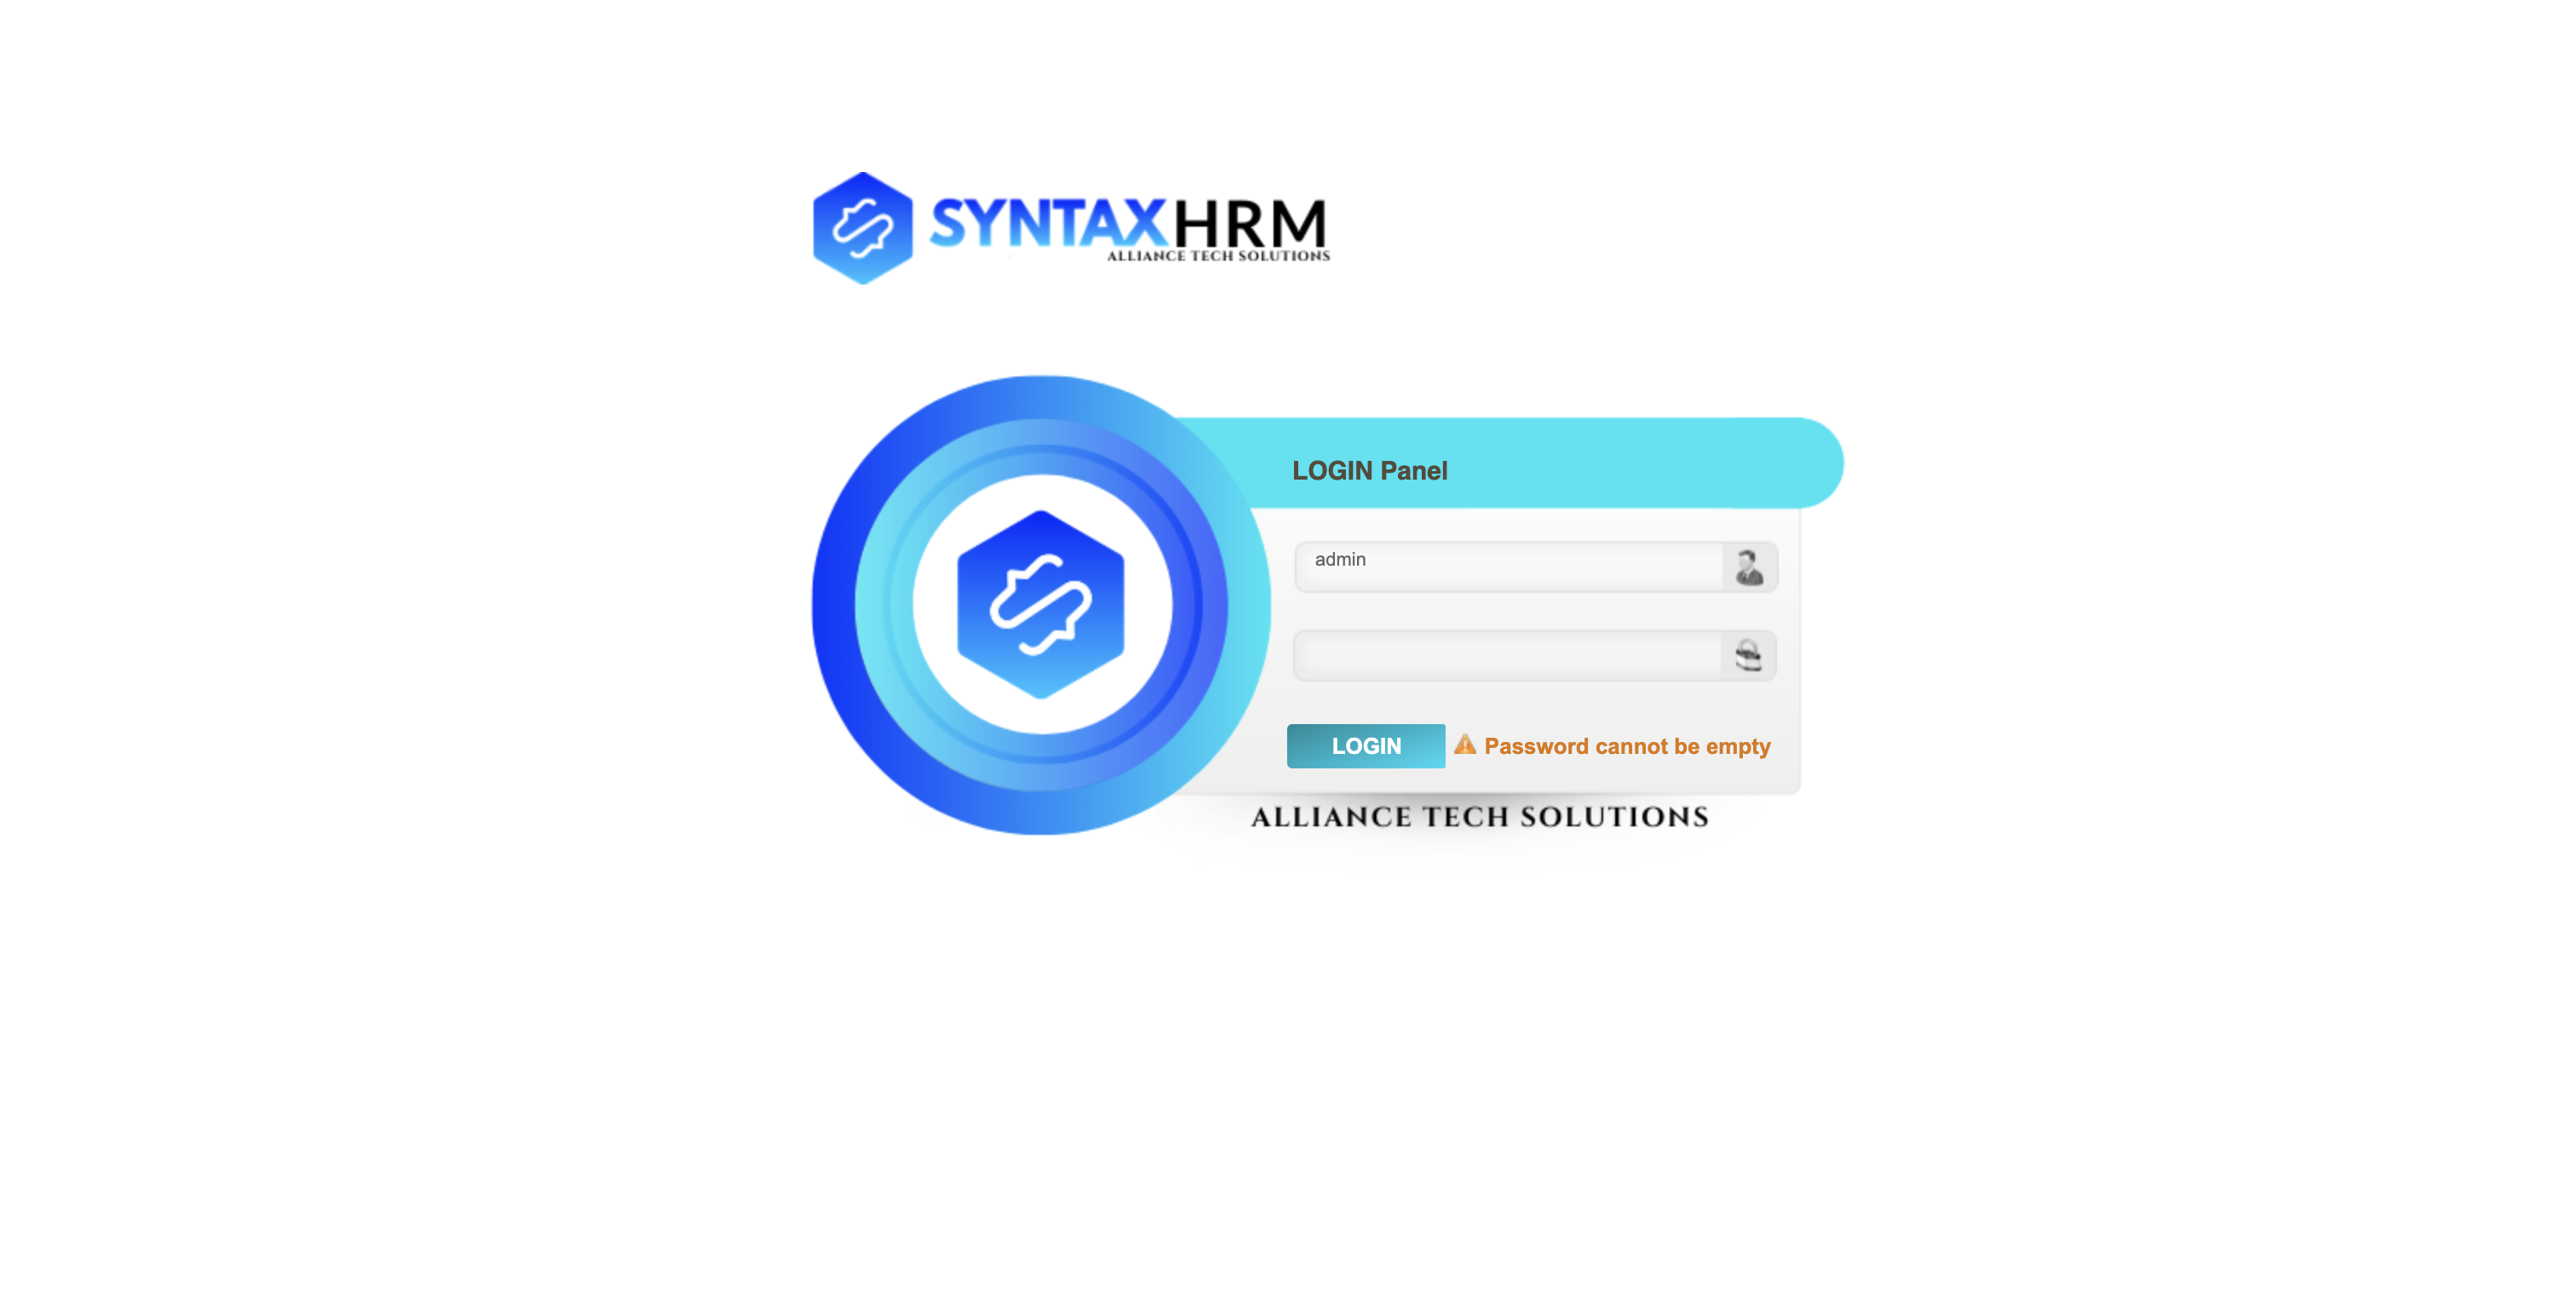 SYNTAXHRM
ALLIANCE TECH SOLUTIONS
LOGIN Panel
admin
LOGIN
Password cannot be empty
ALLIANCE TECH SOLUTIONS